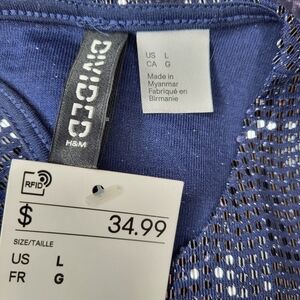 DIVIDED
H&M
US L
CA G
Made in
Myanmar
Fabriqué en
Birmanie
RFID
$ 34.99
SIZE/TAILLE
US L
FR G